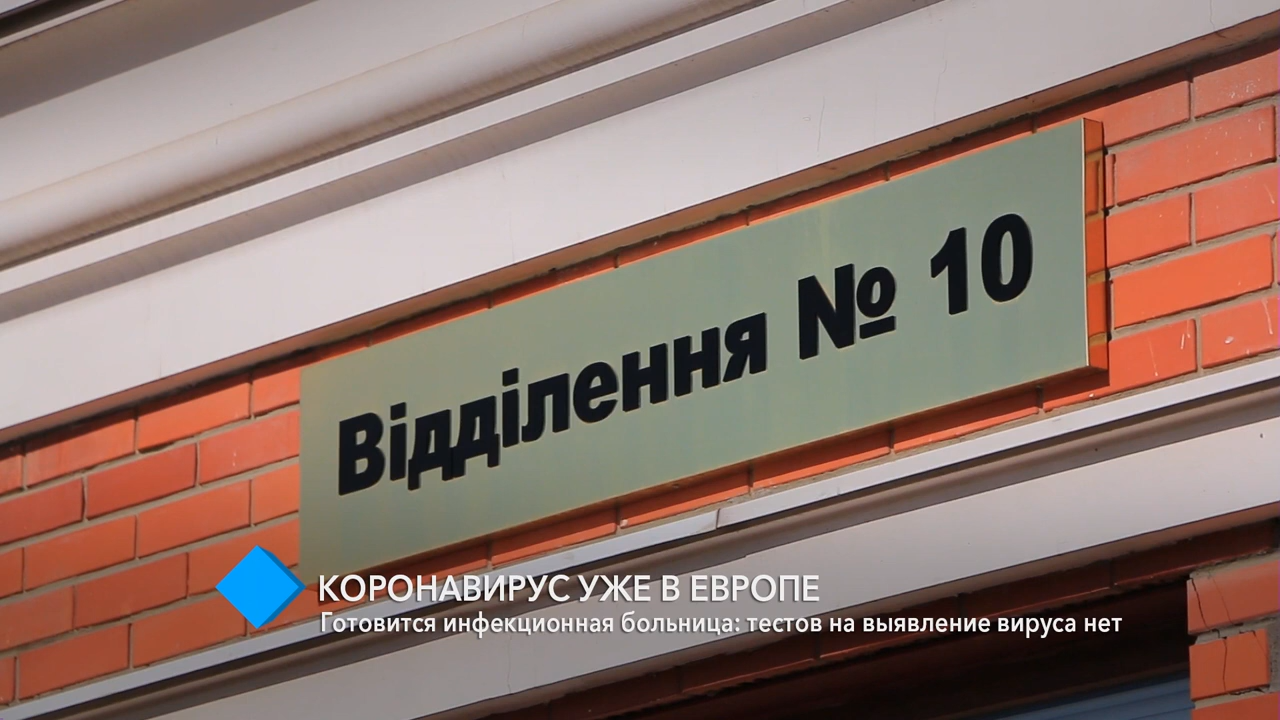 Відділення № 10
КОРОНАВИРУС УЖЕ В ЕВРОПЕ
Готовится инфекционная больница: тестов на выявление вируса нет